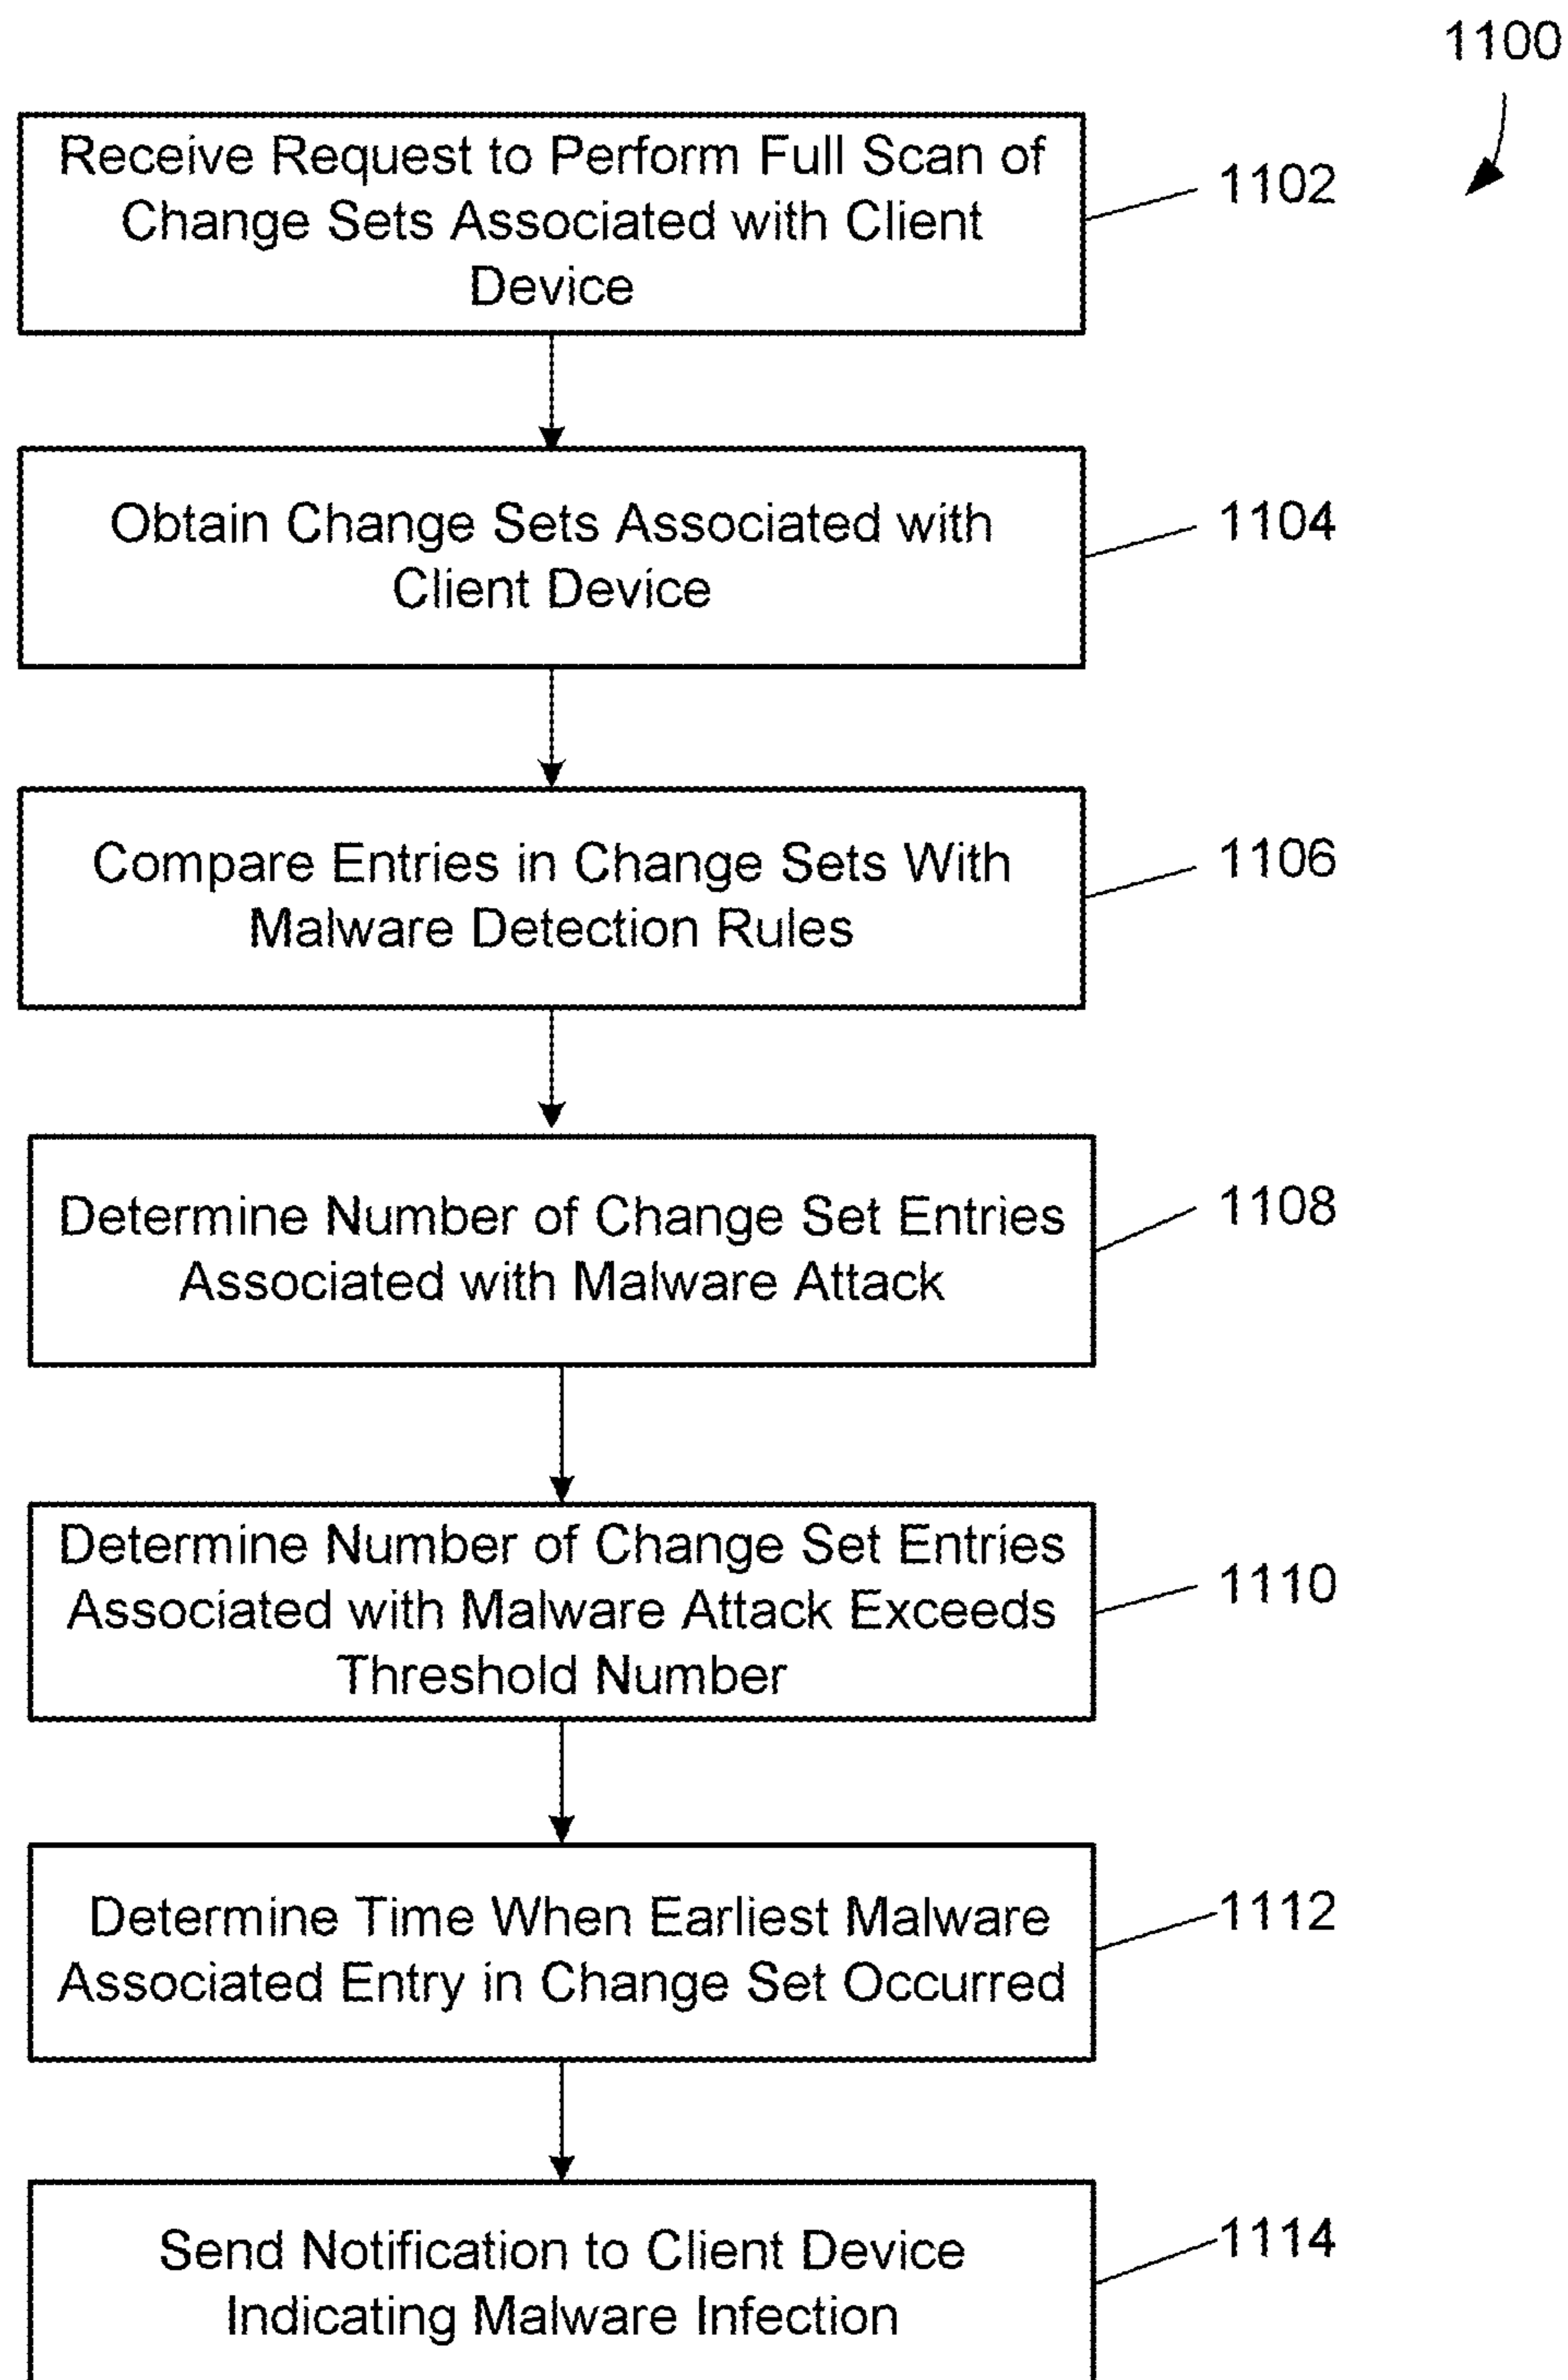 1100
Receive Request to Perform Full Scan of
Change Sets Associated with Client
Device
1102
Obtain Change Sets Associated with
Client Device
1104
Compare Entries in Change Sets With
Malware Detection Rules
1106
Determine Number of Change Set Entries
Associated with Malware Attack
1108
Determine Number of Change Set Entries
Associated with Malware Attack Exceeds
Threshold Number
1110
Determine Time When Earliest Malware
Associated Entry in Change Set Occurred
1112
Send Notification to Client Device
Indicating Malware Infection
1114